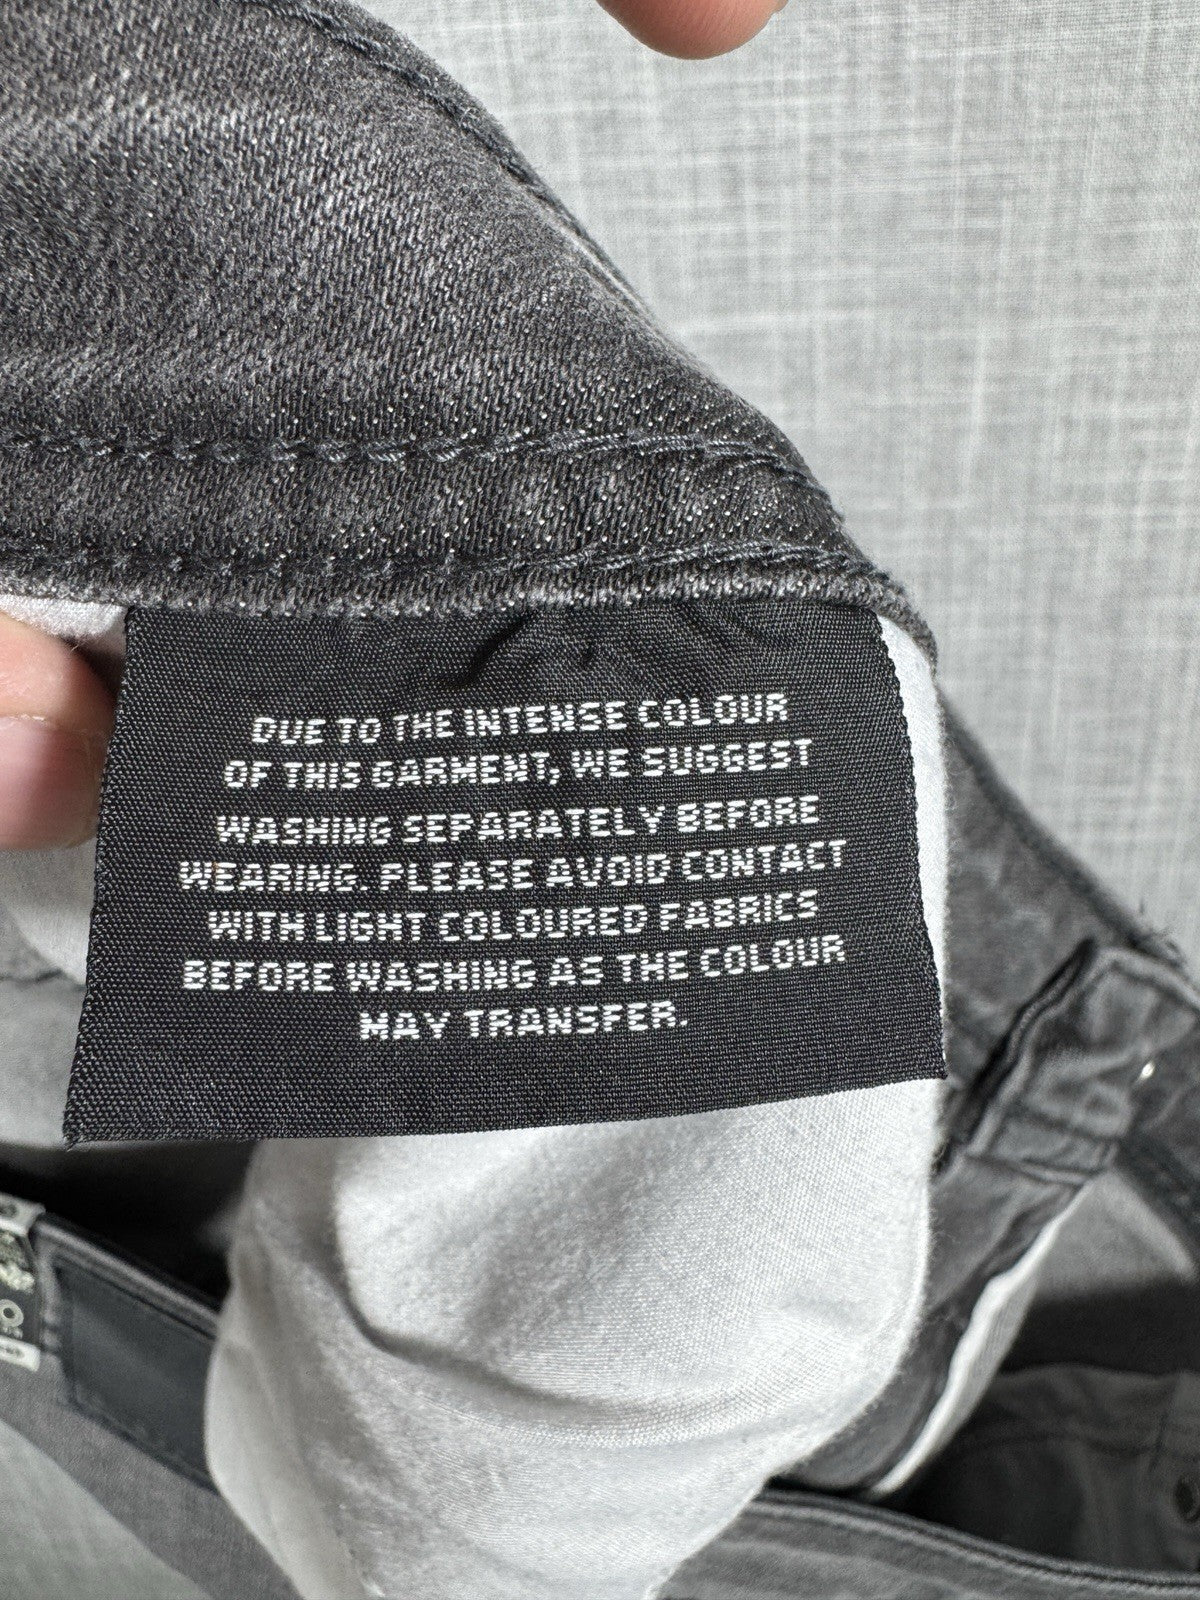 DUE TO THE INTENSE COLOUR
OF THIS GARMENT, WE SUGGEST
WASHING SEPARATELY BEFORE
WEARING. PLEASE AVOID CONTACT
WITH LIGHT COLOURED FABRICS
BEFORE WASHING AS THE COLOUR
MAY TRANSFER.